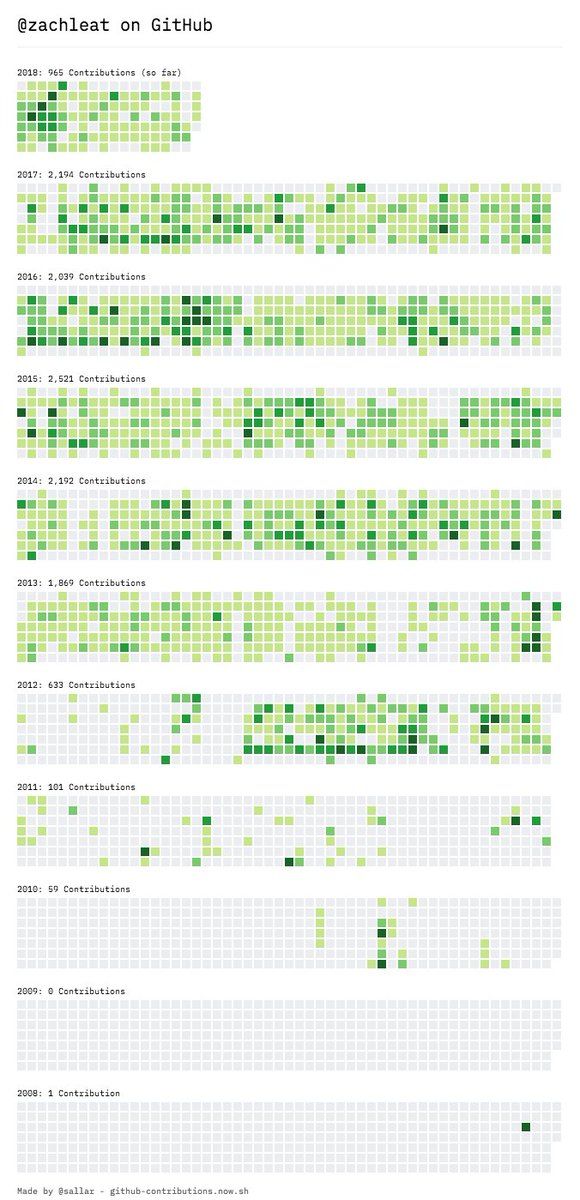 @zachleat on GitHub
2018: 965 Contributions (so far)
2017: 2,194 Contributions
2016: 2,039 Contributions
2015: 2,521 Contributions
2014: 2,192 Contributions
2013: 1,869 Contributions
2012: 633 Contributions
2011: 101 Contributions
2010: 59 Contributions
2009: 0 Contributions
2008: 1 Contribution
Made by @sallar - github-contributions.now.sh